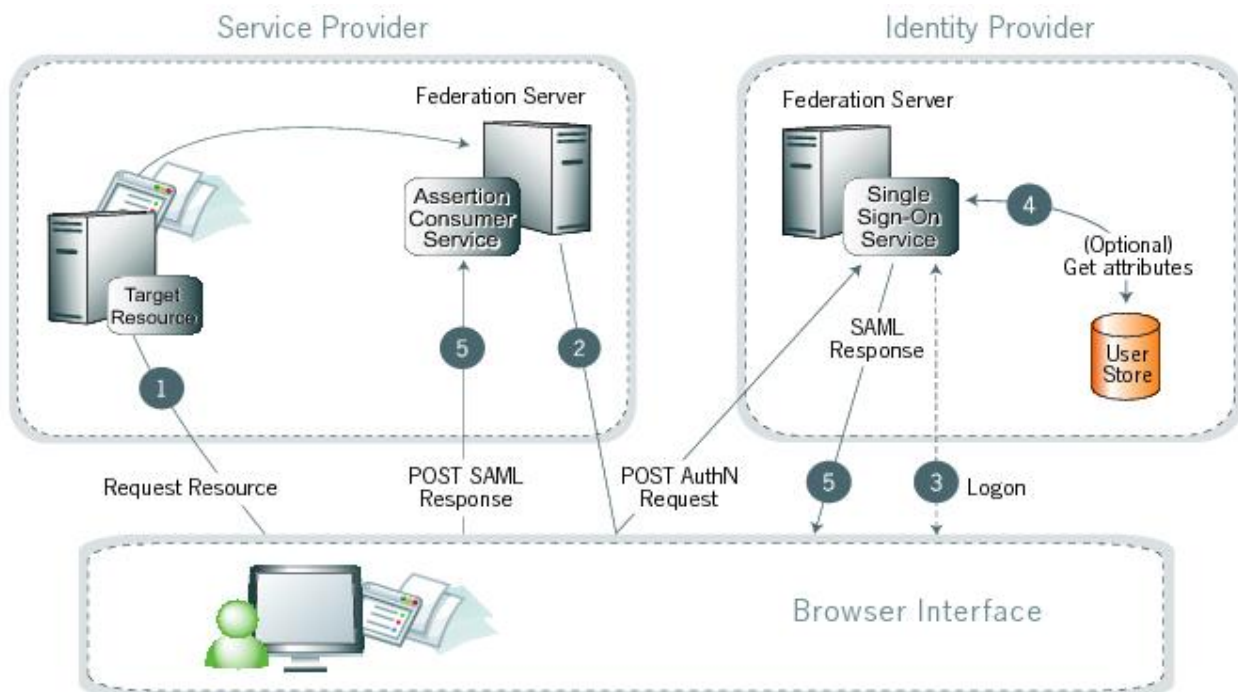 Service Provider
Identity Provider
Federation Server
Federation Server
Assertion
Consumer
Service
Single
Sign-On
Service
4
(Optional)
Get attributes
Target
Resource
1
5
2
SAML
Response
User
Store
Request Resource
POST SAML
Response
POST AuthN
Request
5
3
Logon
Browser Interface